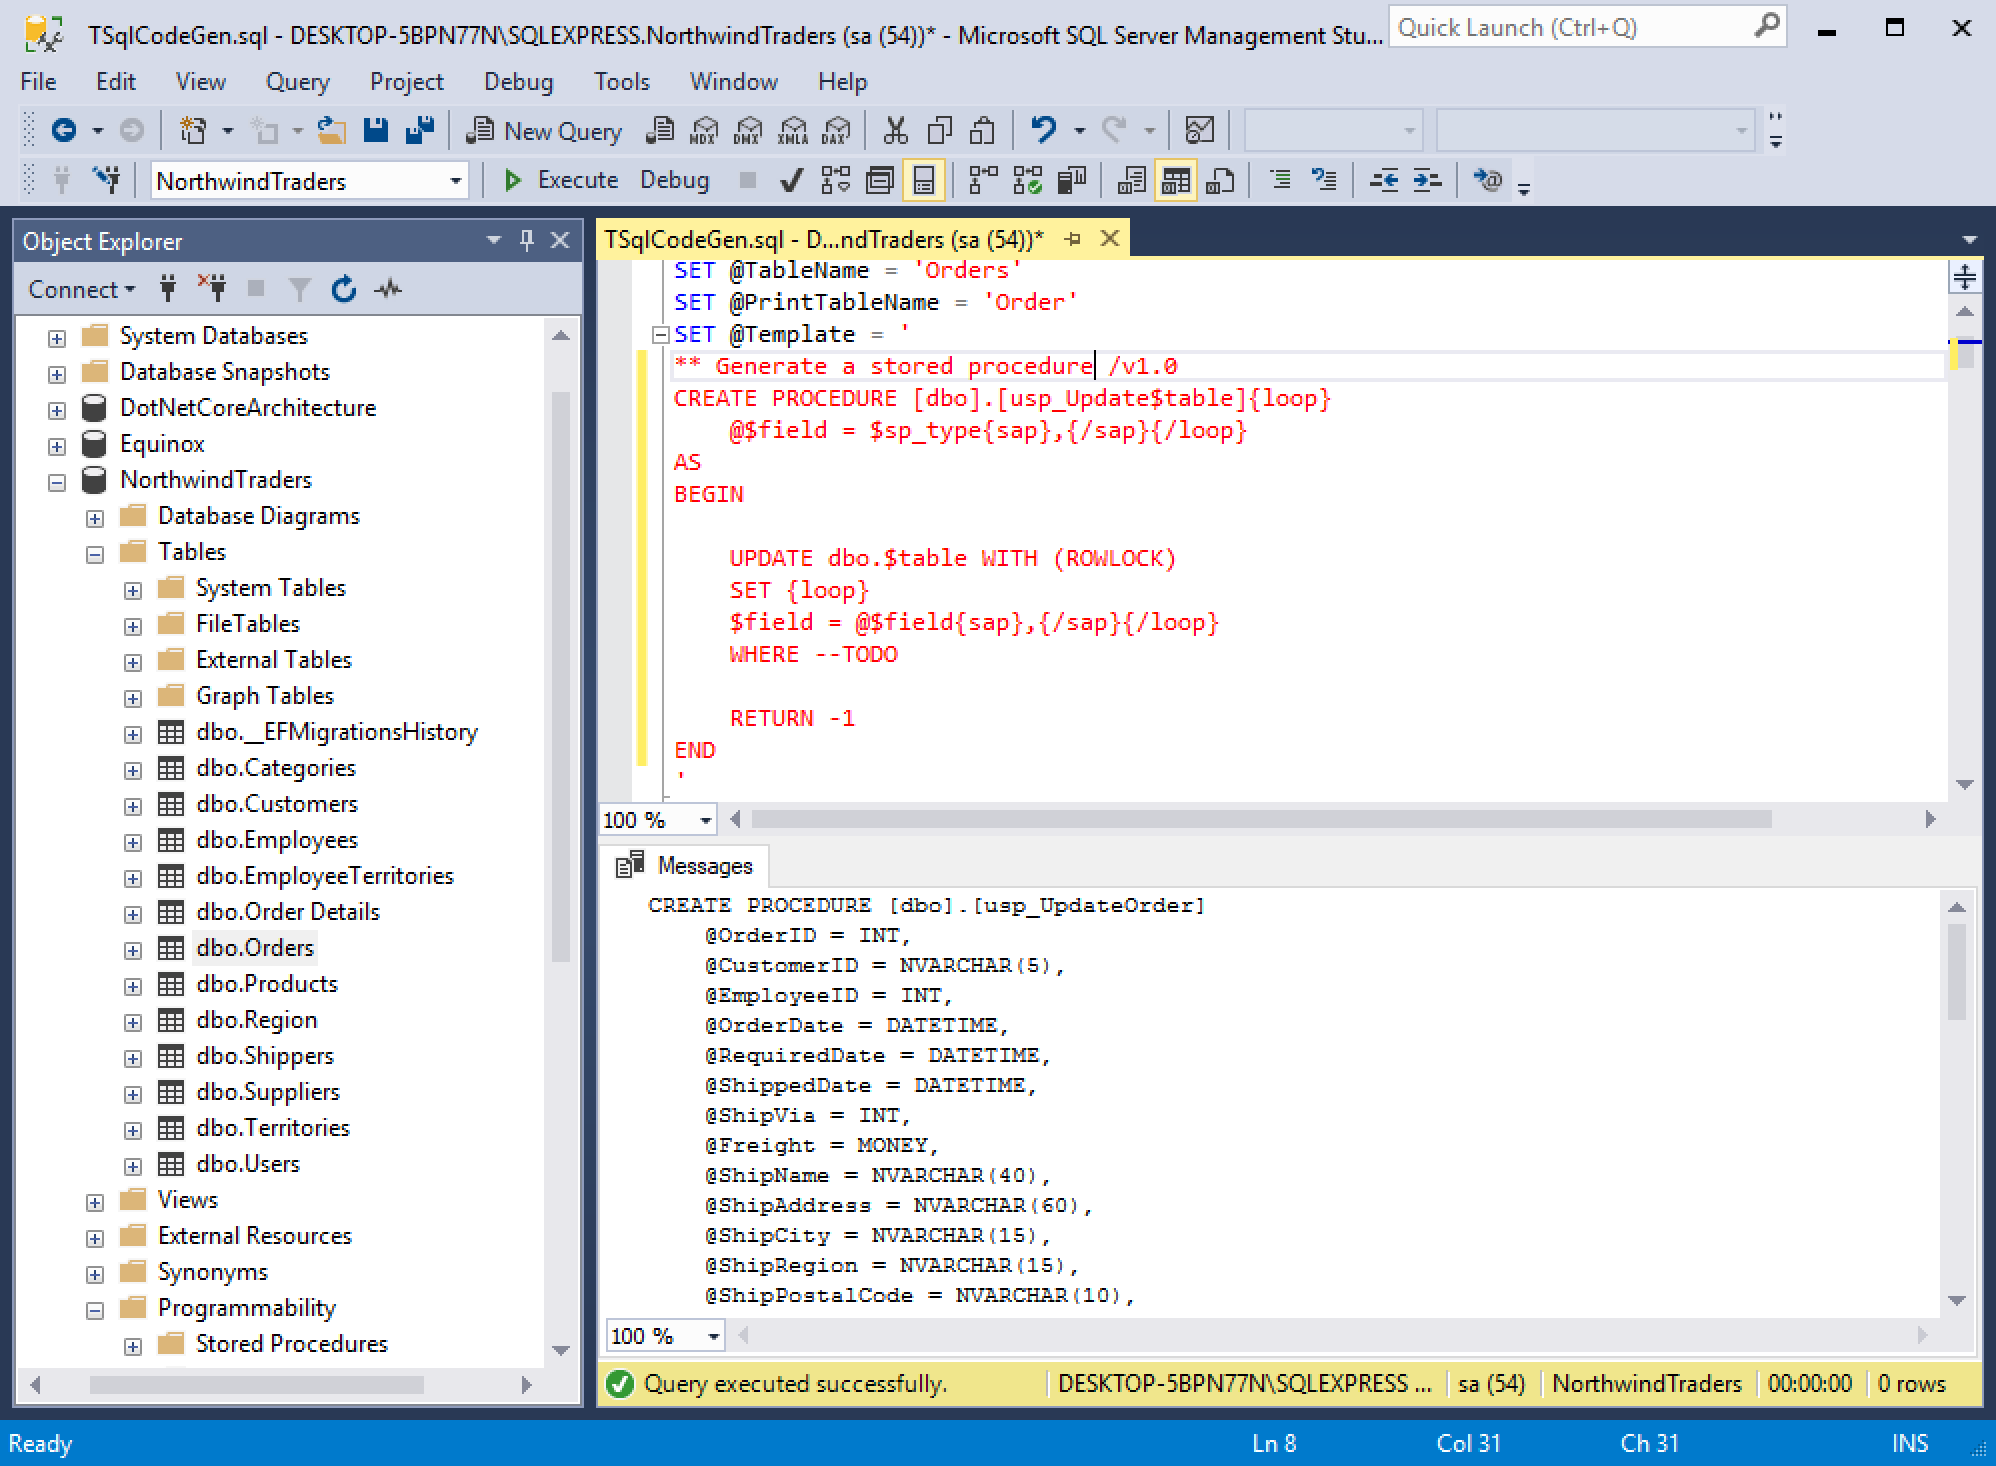 TSqlCodeGen.sql - DESKTOP-5BPN77N\SQLEXPRESS.NorthwindTraders (sa (54))* - Microsoft SQL Server Management Stu...
Quick Launch (Ctrl+Q)
File Edit View Query Project Debug Tools Window Help
New Query MDX DMX XMLA DAX
NorthwindTraders Execute Debug
Object Explorer
Connect
System Databases
Database Snapshots
DotNetCoreArchitecture
Equinox
NorthwindTraders
Database Diagrams
Tables
System Tables
FileTables
External Tables
Graph Tables
dbo.__EFMigrationsHistory
dbo.Categories
dbo.Customers
dbo.Employees
dbo.EmployeeTerritories
dbo.Order Details
dbo.Orders
dbo.Products
dbo.Region
dbo.Shippers
dbo.Suppliers
dbo.Territories
dbo.Users
Views
External Resources
Synonyms
Programmability
Stored Procedures
TSqlCodeGen.sql - D...ndTraders (sa (54))*
SET @TableName = 'Orders'
SET @PrintTableName = 'Order'
SET @Template = '
** Generate a stored procedure /v1.0
CREATE PROCEDURE [dbo].[usp_Update$table]{loop}
@$field = $sp_type{sap},{/sap}{/loop}
AS
BEGIN
UPDATE dbo.$table WITH (ROWLOCK)
SET {loop}
$field = @$field{sap},{/sap}{/loop}
WHERE --TODO
RETURN -1
END
'
100 %
Messages
CREATE PROCEDURE [dbo].[usp_UpdateOrder]
@OrderID = INT,
@CustomerID = NVARCHAR(5),
@EmployeeID = INT,
@OrderDate = DATETIME,
@RequiredDate = DATETIME,
@ShippedDate = DATETIME,
@ShipVia = INT,
@Freight = MONEY,
@ShipName = NVARCHAR(40),
@ShipAddress = NVARCHAR(60),
@ShipCity = NVARCHAR(15),
@ShipRegion = NVARCHAR(15),
@ShipPostalCode = NVARCHAR(10),
100 %
Query executed successfully. DESKTOP-5BPN77N\SQLEXPRESS ... sa (54) NorthwindTraders 00:00:00 0 rows
Ready Ln 8 Col 31 Ch 31 INS